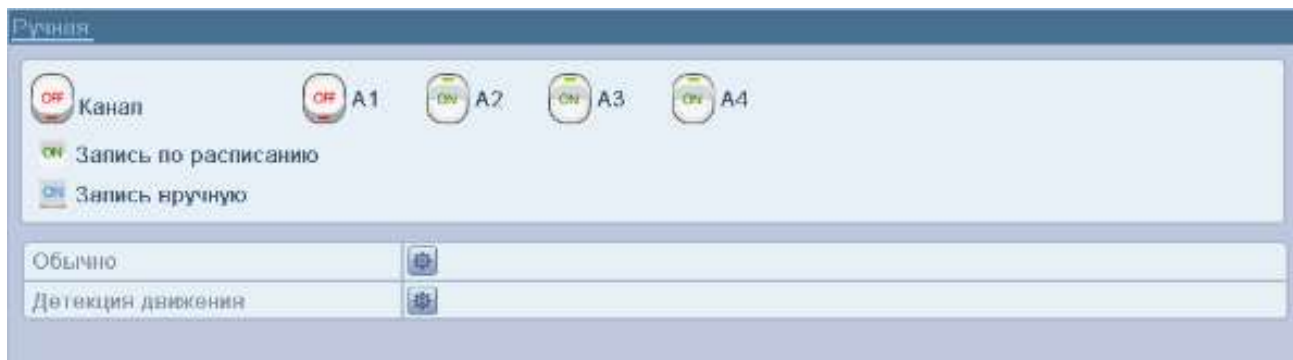 Ручная
OFF Канал OFF A1 ON A2 ON A3 ON A4
ON Запись по расписанию
ON Запись вручную
Обычно
Детекция движения